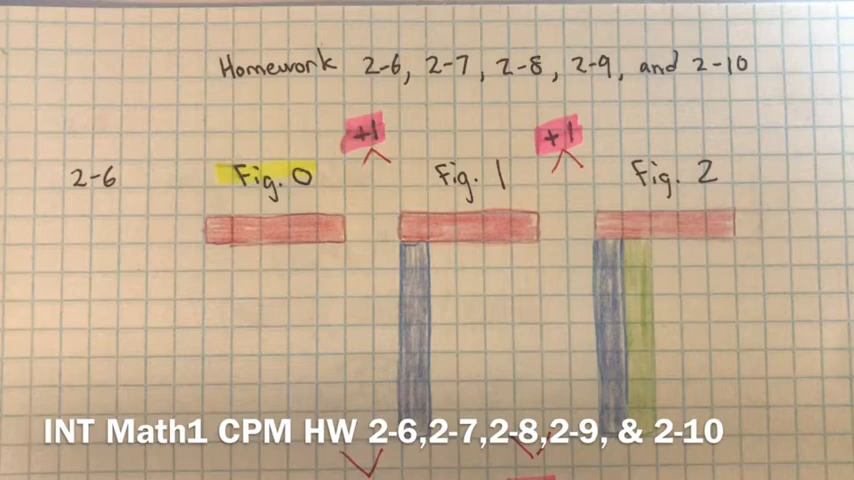 Homework 2-6, 2-7, 2-8, 2-9, and 2-10
+1 +1
2-6 Fig. 0 Fig. 1 Fig. 2
INT Math1 CPM HW 2-6,2-7,2-8,2-9, & 2-10